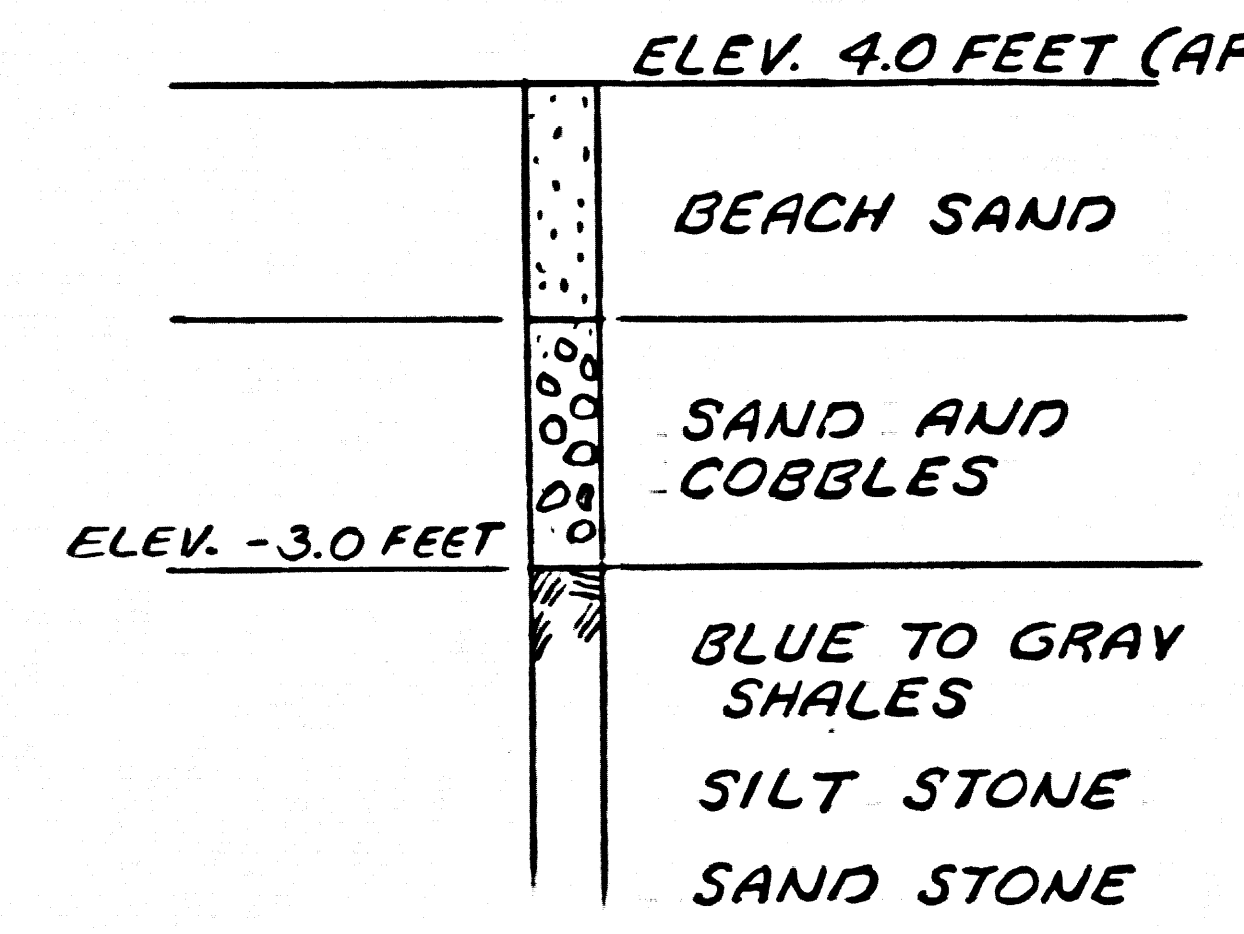 ELEV. 4.0 FEET (AF
BEACH SAND
SAND AND
COBBLES
ELEV. -3.0 FEET
BLUE TO GRAY
SHALES
SILT STONE
SAND STONE